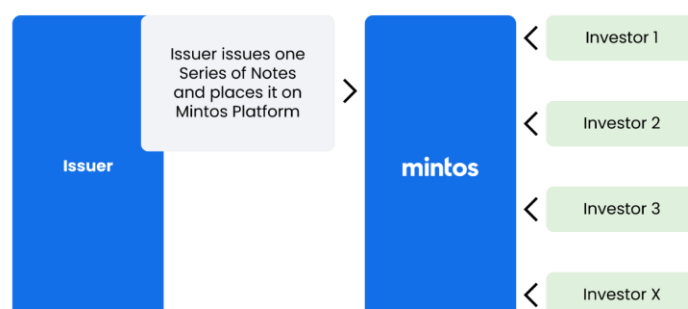 Issuer issues one
Series of Notes
and places it on
Mintos Platform
Issuer
mintos
Investor 1
Investor 2
Investor 3
Investor X